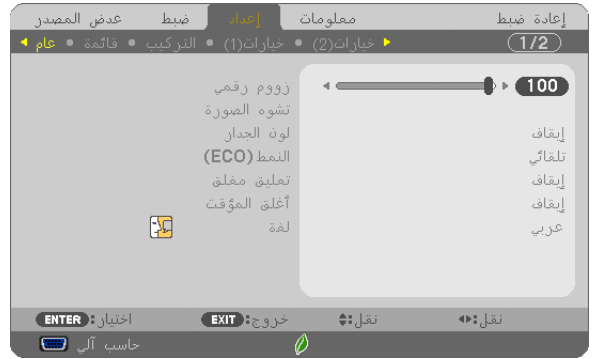 عرض المصدر ضبط إعداد معلومات إعادة ضبط
عام • قائمة • التركيب • خيارات(1) • خيارات(2) 1/2
زووم رقمي 100
تشوه الصورة
لون الجدار إيقاف
النمط (ECO) تلقائي
تعليق مغلق إيقاف
أغلق المؤقت إيقاف
لغة عربي
ENTER: اختيار EXIT: خروج نقل: نقل:
حاسب آلي